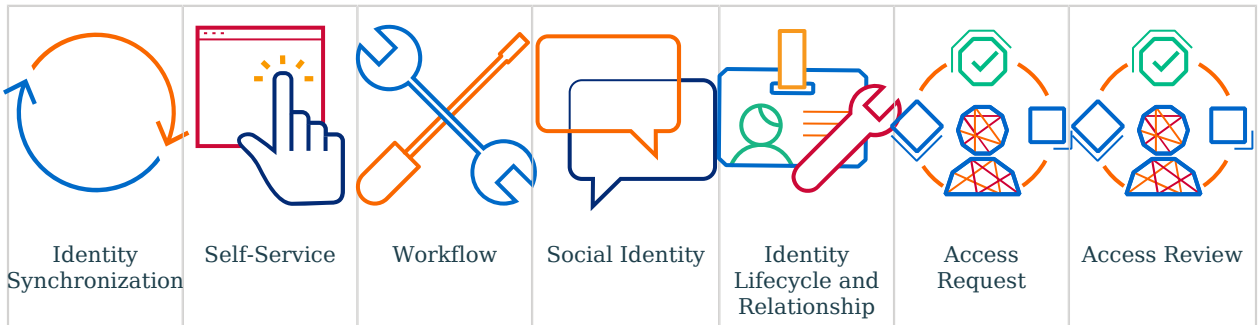 Identity
Synchronization
Self-Service
Workflow
Social Identity
Identity
Lifecycle and
Relationship
Access
Request
Access Review